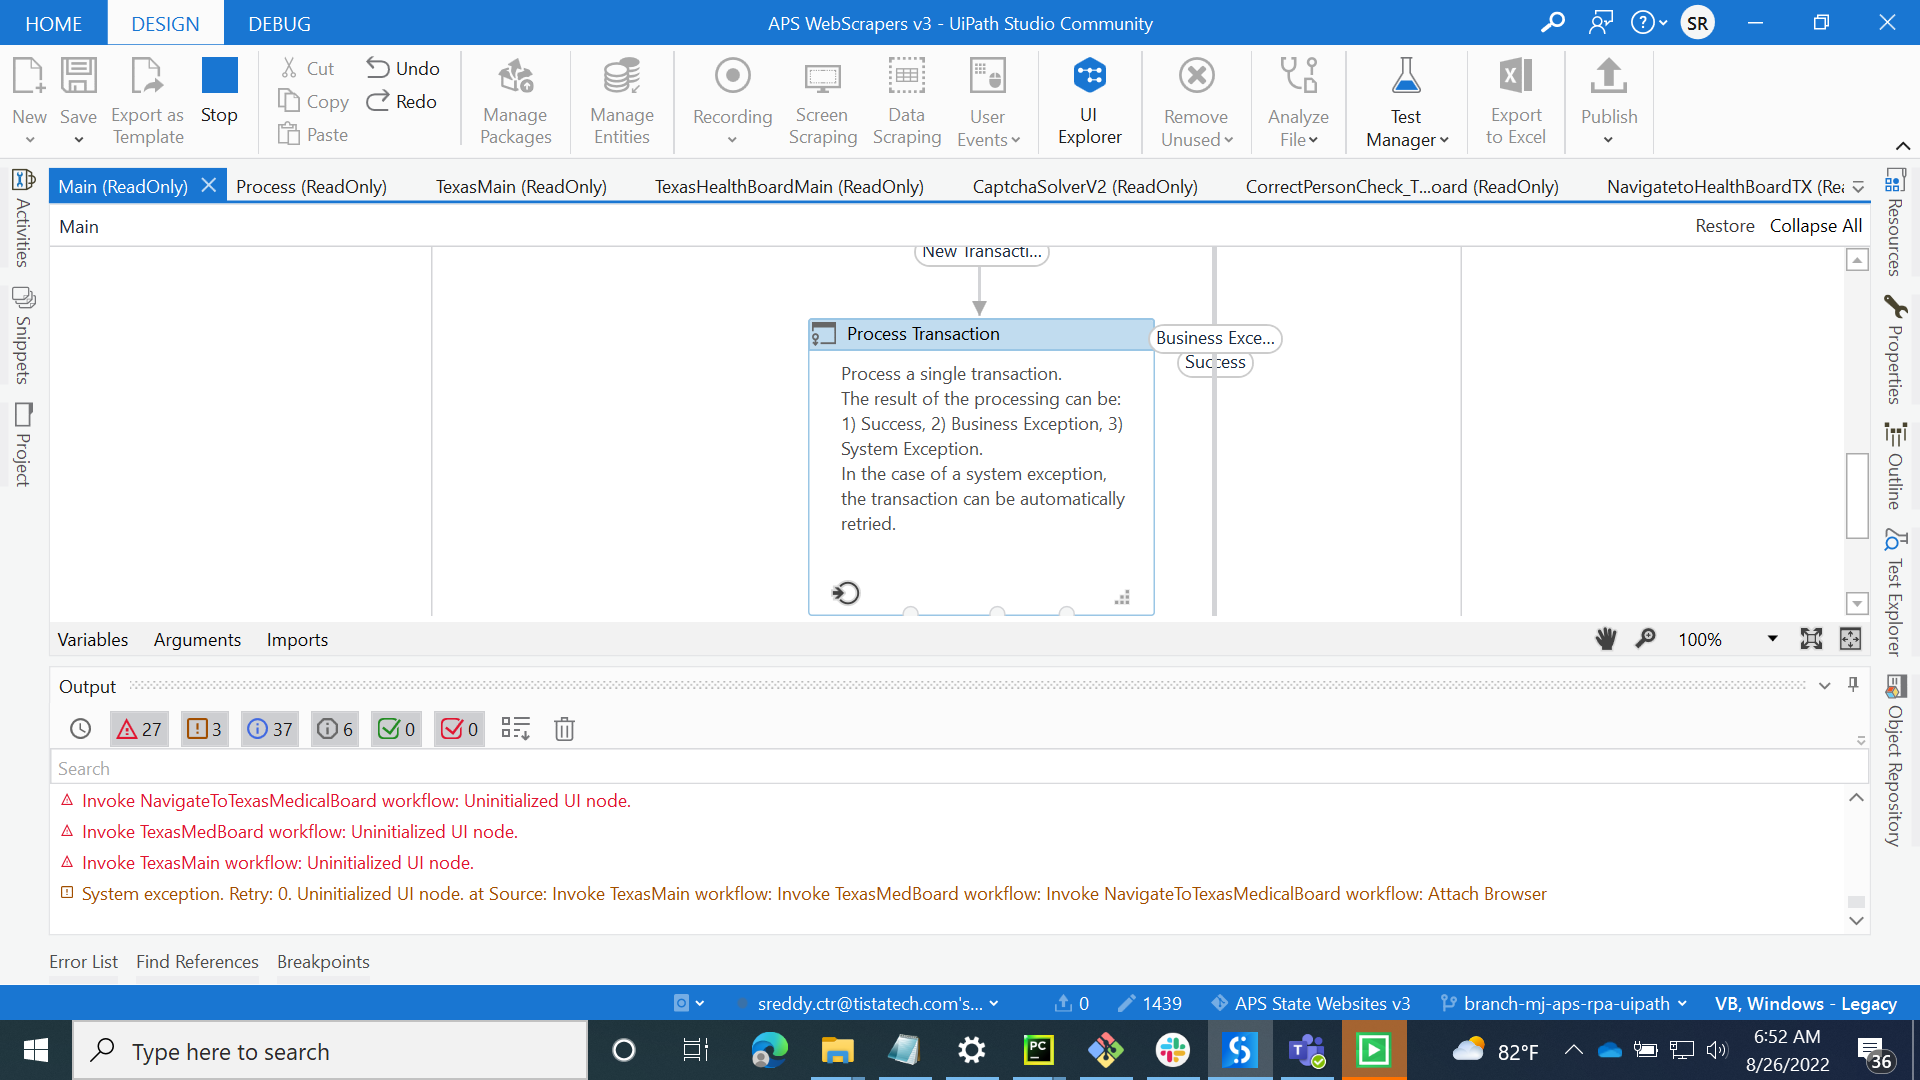 HOME
DESIGN
DEBUG
APS WebScrapers v3 - UiPath Studio Community
SR
New
Save
Export as
Template
Stop
Cut
Copy
Paste
Undo
Redo
Manage
Packages
Manage
Entities
Recording
Screen
Scraping
Data
Scraping
User
Events
UI
Explorer
Remove
Unused
Analyze
File
Test
Manager
Export
to Excel
Publish
Main (ReadOnly)
Process (ReadOnly)
TexasMain (ReadOnly)
TexasHealthBoardMain (ReadOnly)
CaptchaSolverV2 (ReadOnly)
CorrectPersonCheck_T...oard (ReadOnly)
NavigatetoHealthBoardTX (Rea
Activities
Snippets
Project
Main
Restore
Collapse All
New Transacti...
Process Transaction
Business Exce...
Success
Process a single transaction.
The result of the processing can be:
1) Success, 2) Business Exception, 3)
System Exception.
In the case of a system exception,
the transaction can be automatically
retried.
Resources
Properties
Outline
Test Explorer
Object Repository
Variables
Arguments
Imports
100%
Output
27
3
37
6
0
0
Search
Invoke NavigateToTexasMedicalBoard workflow: Uninitialized UI node.
Invoke TexasMedBoard workflow: Uninitialized UI node.
Invoke TexasMain workflow: Uninitialized UI node.
System exception. Retry: 0. Uninitialized UI node. at Source: Invoke TexasMain workflow: Invoke TexasMedBoard workflow: Invoke NavigateToTexasMedicalBoard workflow: Attach Browser
Error List
Find References
Breakpoints
sreddy.ctr@tistatech.com's...
0
1439
APS State Websites v3
branch-mj-aps-rpa-uipath
VB, Windows - Legacy
Type here to search
PC
82°F
6:52 AM
8/26/2022
36